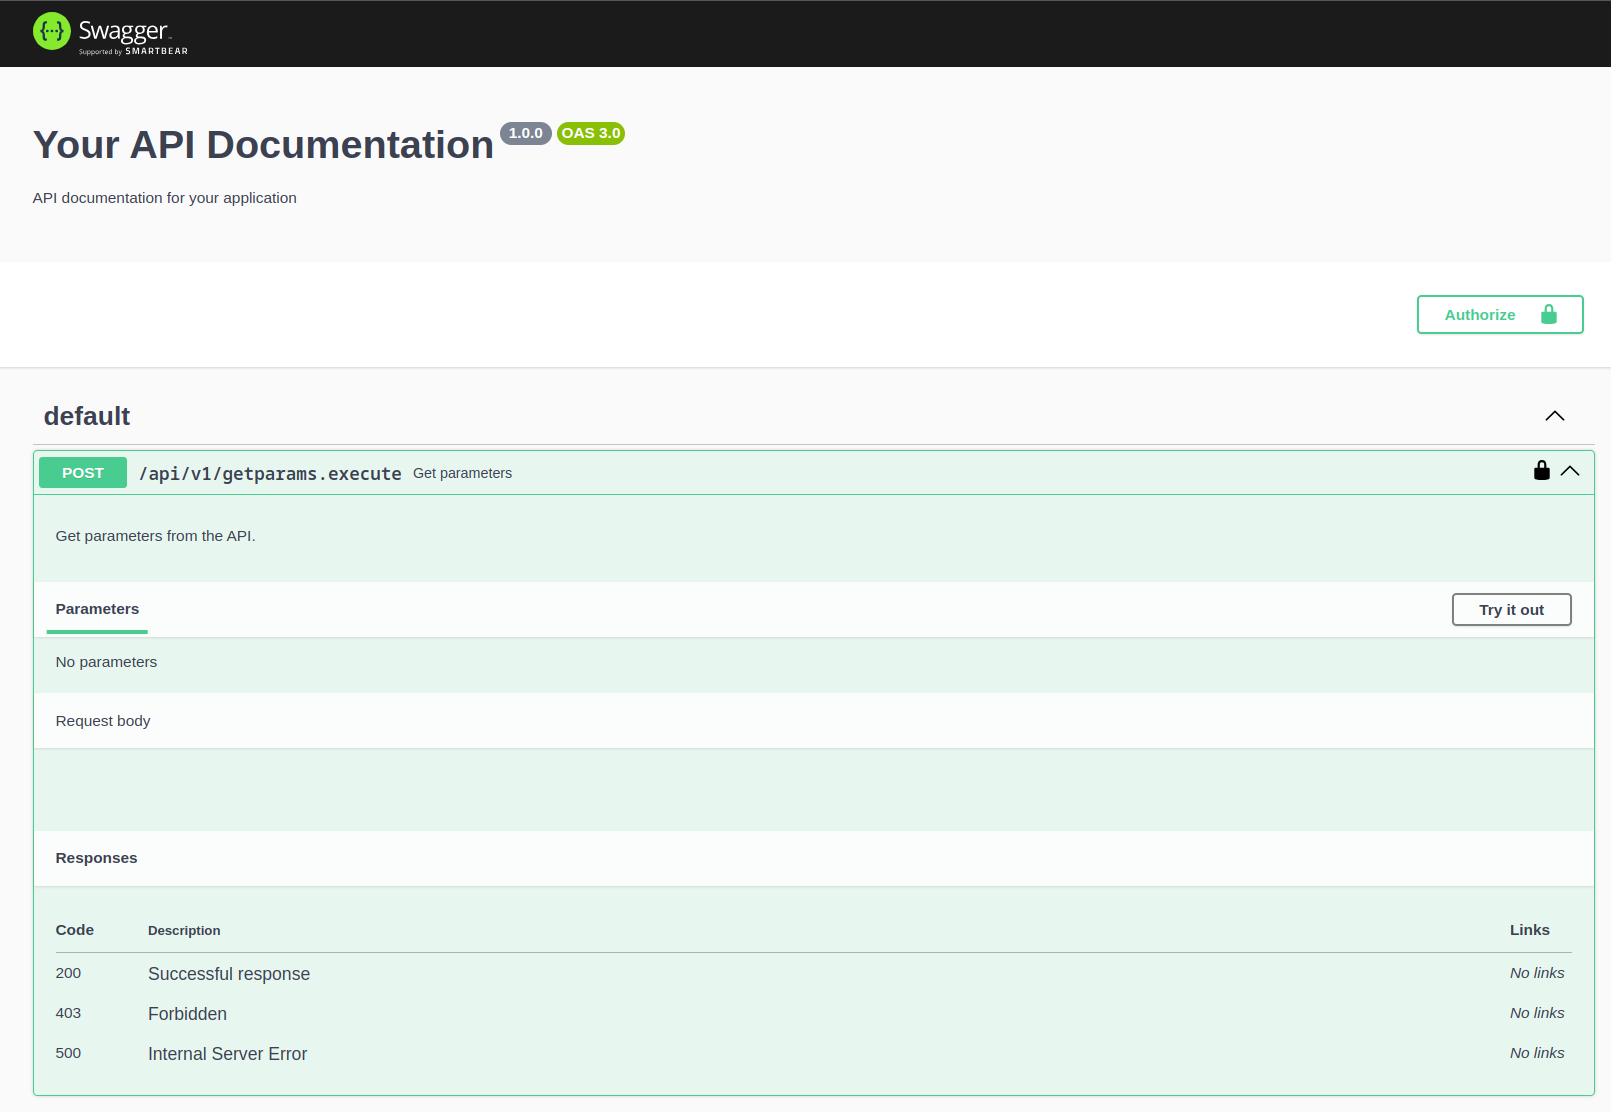 Swagger
Supported by SMARTBEAR
Your API Documentation 1.0.0 OAS 3.0
API documentation for your application
Authorize
default
POST /api/v1/getparams.execute Get parameters
Get parameters from the API.
Parameters Try it out
No parameters
Request body
Responses
Code Description Links
200 Successful response No links
403 Forbidden No links
500 Internal Server Error No links